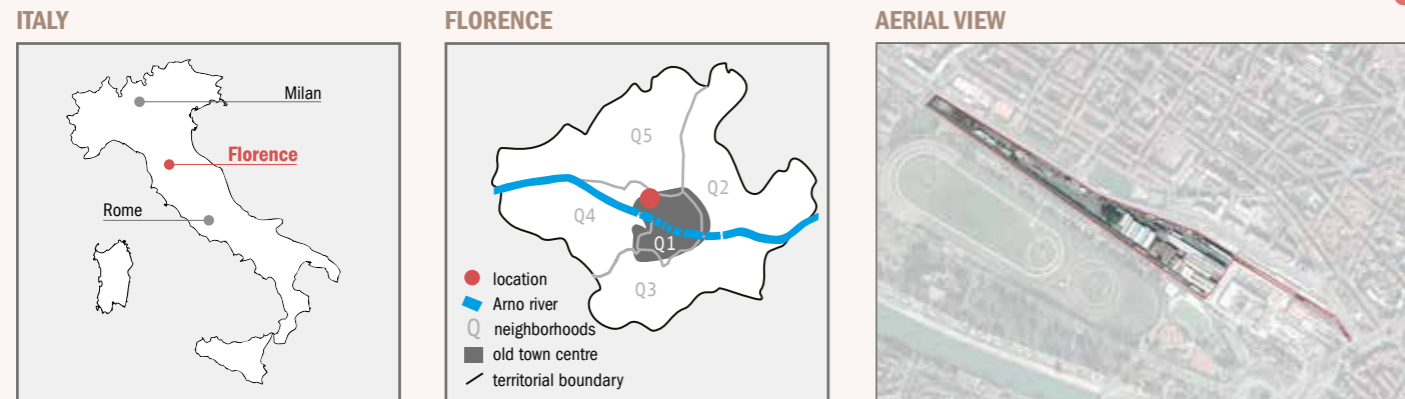 ITALY
Milan
Florence
Rome
FLORENCE
Q5
Q2
Q4
Q1
Q3
location
Arno river
Q neighborhoods
old town centre
territorial boundary
AERIAL VIEW